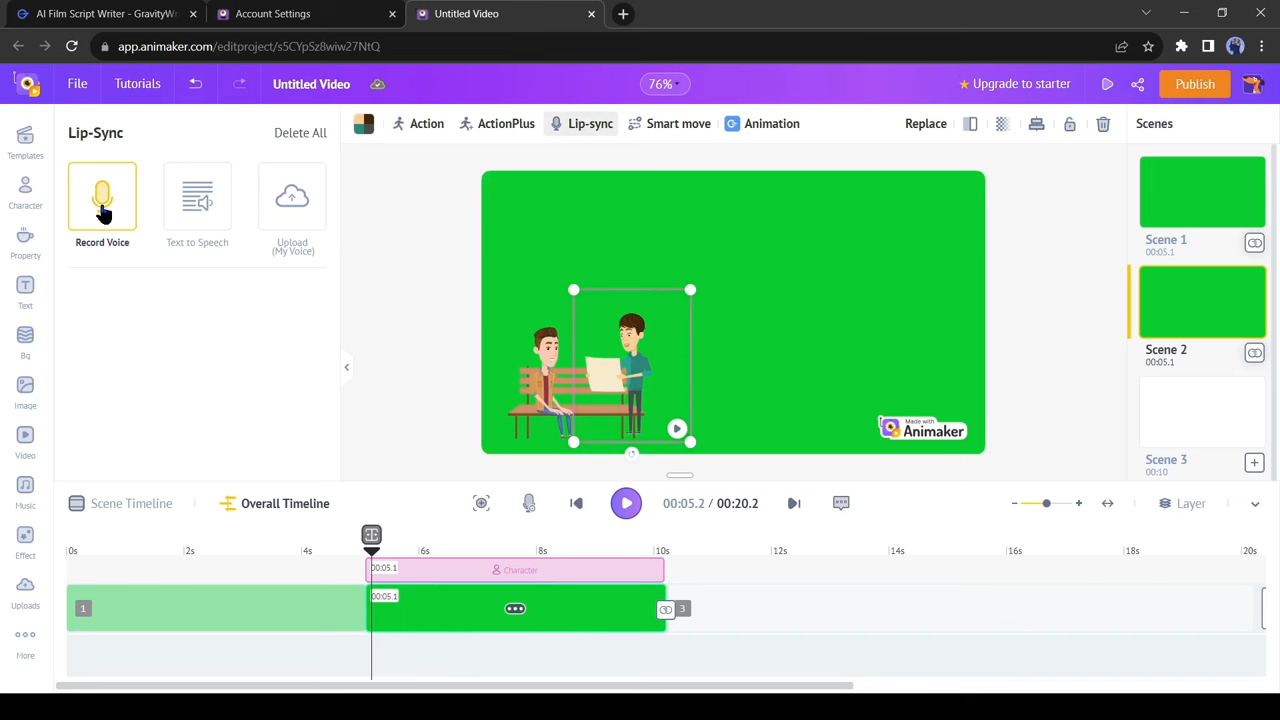 AI Film Script Writer - GravityWr
Account Settings
Untitled Video
app.animaker.com/editproject/s5CYpSz8wiw27NtQ
File
Tutorials
Untitled Video
76%
Upgrade to starter
Publish
Templates
Character
Property
Text
Bg
Image
Video
Music
Effect
Uploads
More
Lip-Sync
Delete All
Record Voice
Text to Speech
Upload
(My Voice)
Action
ActionPlus
Lip-sync
Smart move
Animation
Replace
Made with
Animaker
Scenes
Scene 1
00:05.1
Scene 2
00:05.1
Scene 3
00:10
Scene Timeline
Overall Timeline
00:05.2 / 00:20.2
Layer
0s
2s
4s
6s
8s
10s
12s
14s
16s
18s
20s
00:05.1
Character
1
00:05.1
3